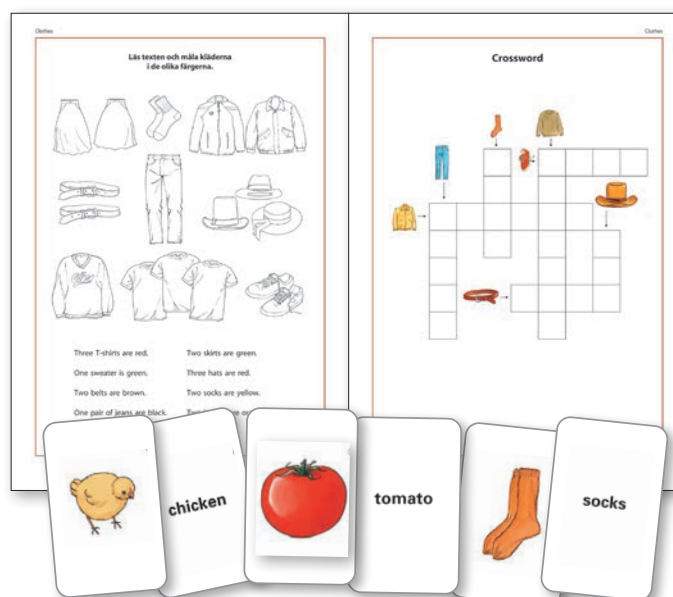 Clothes
Läs texten och måla kläderna
i de olika färgerna.
Three T-shirts are red.
One sweater is green.
Two belts are brown.
One pair of jeans are black.
Two skirts are green.
Three hats are red.
Two socks are yellow.
Clothes
Crossword
chicken
tomato
socks